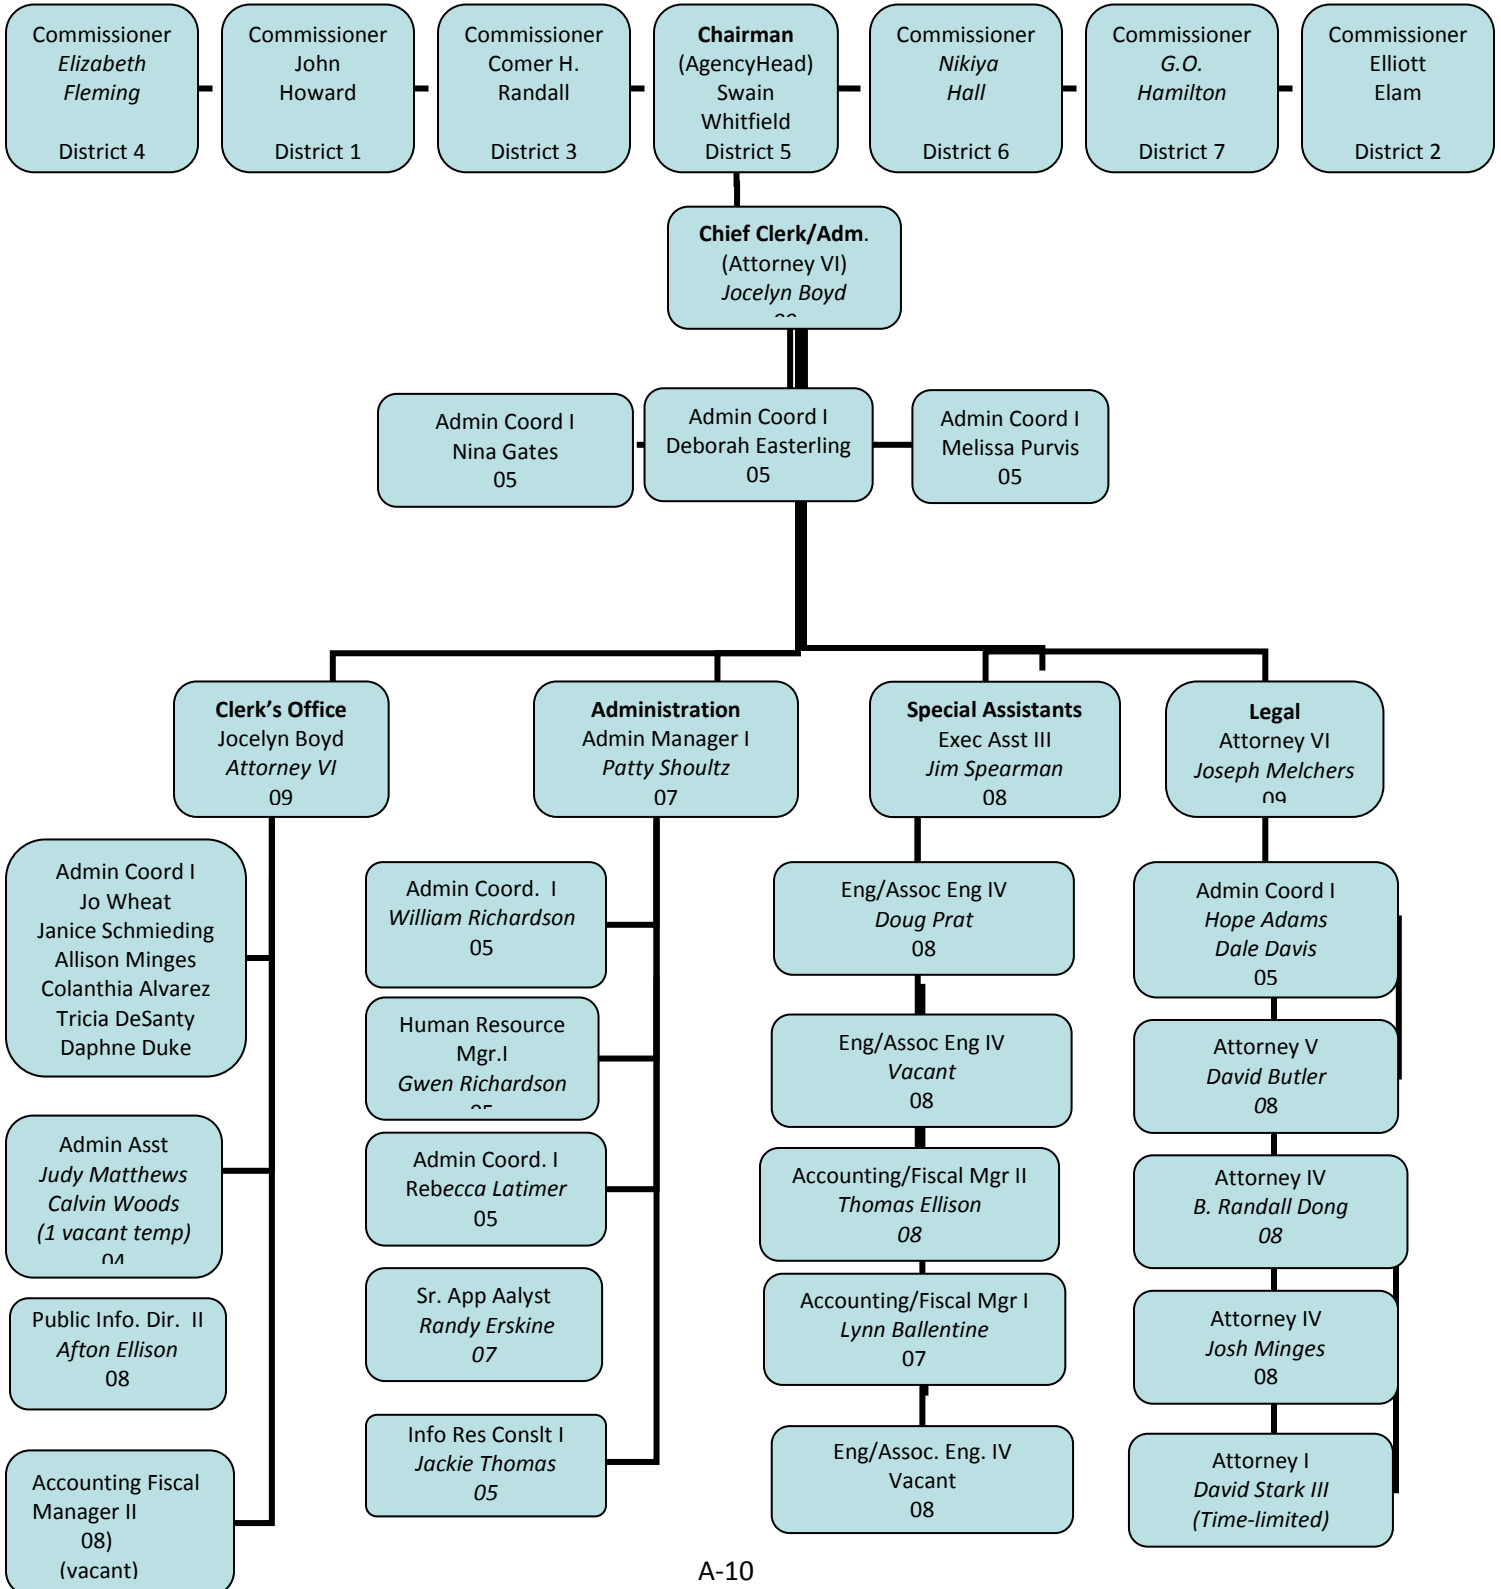 Commissioner
Elizabeth
Fleming
District 4
Commissioner
John
Howard
District 1
Commissioner
Comer H.
Randall
District 3
Chairman
(AgencyHead)
Swain
Whitfield
District 5
Commissioner
Nikiya
Hall
District 6
Commissioner
G.O.
Hamilton
District 7
Commissioner
Elliott
Elam
District 2
Chief Clerk/Adm.
(Attorney VI)
Jocelyn Boyd
Admin Coord I
Nina Gates
05
Admin Coord I
Deborah Easterling
05
Admin Coord I
Melissa Purvis
05
Clerk's Office
Jocelyn Boyd
Attorney VI
09
Admin Coord I
Jo Wheat
Janice Schmieding
Allison Minges
Colanthia Alvarez
Tricia DeSanty
Daphne Duke
Admin Asst
Judy Matthews
Calvin Woods
(1 vacant temp)
04
Public Info. Dir. II
Afton Ellison
08
Accounting Fiscal
Manager II
08)
(vacant)
Administration
Admin Manager I
Patty Shoultz
07
Admin Coord. I
William Richardson
05
Human Resource
Mgr.I
Gwen Richardson
05
Admin Coord. I
Rebecca Latimer
05
Sr. App Aalyst
Randy Erskine
07
Info Res Conslt I
Jackie Thomas
05
Special Assistants
Exec Asst III
Jim Spearman
08
Eng/Assoc Eng IV
Doug Prat
08
Eng/Assoc Eng IV
Vacant
08
Accounting/Fiscal Mgr II
Thomas Ellison
08
Accounting/Fiscal Mgr I
Lynn Ballentine
07
Eng/Assoc. Eng. IV
Vacant
08
Legal
Attorney VI
Joseph Melchers
09
Admin Coord I
Hope Adams
Dale Davis
05
Attorney V
David Butler
08
Attorney IV
B. Randall Dong
08
Attorney IV
Josh Minges
08
Attorney I
David Stark III
(Time-limited)
A-10